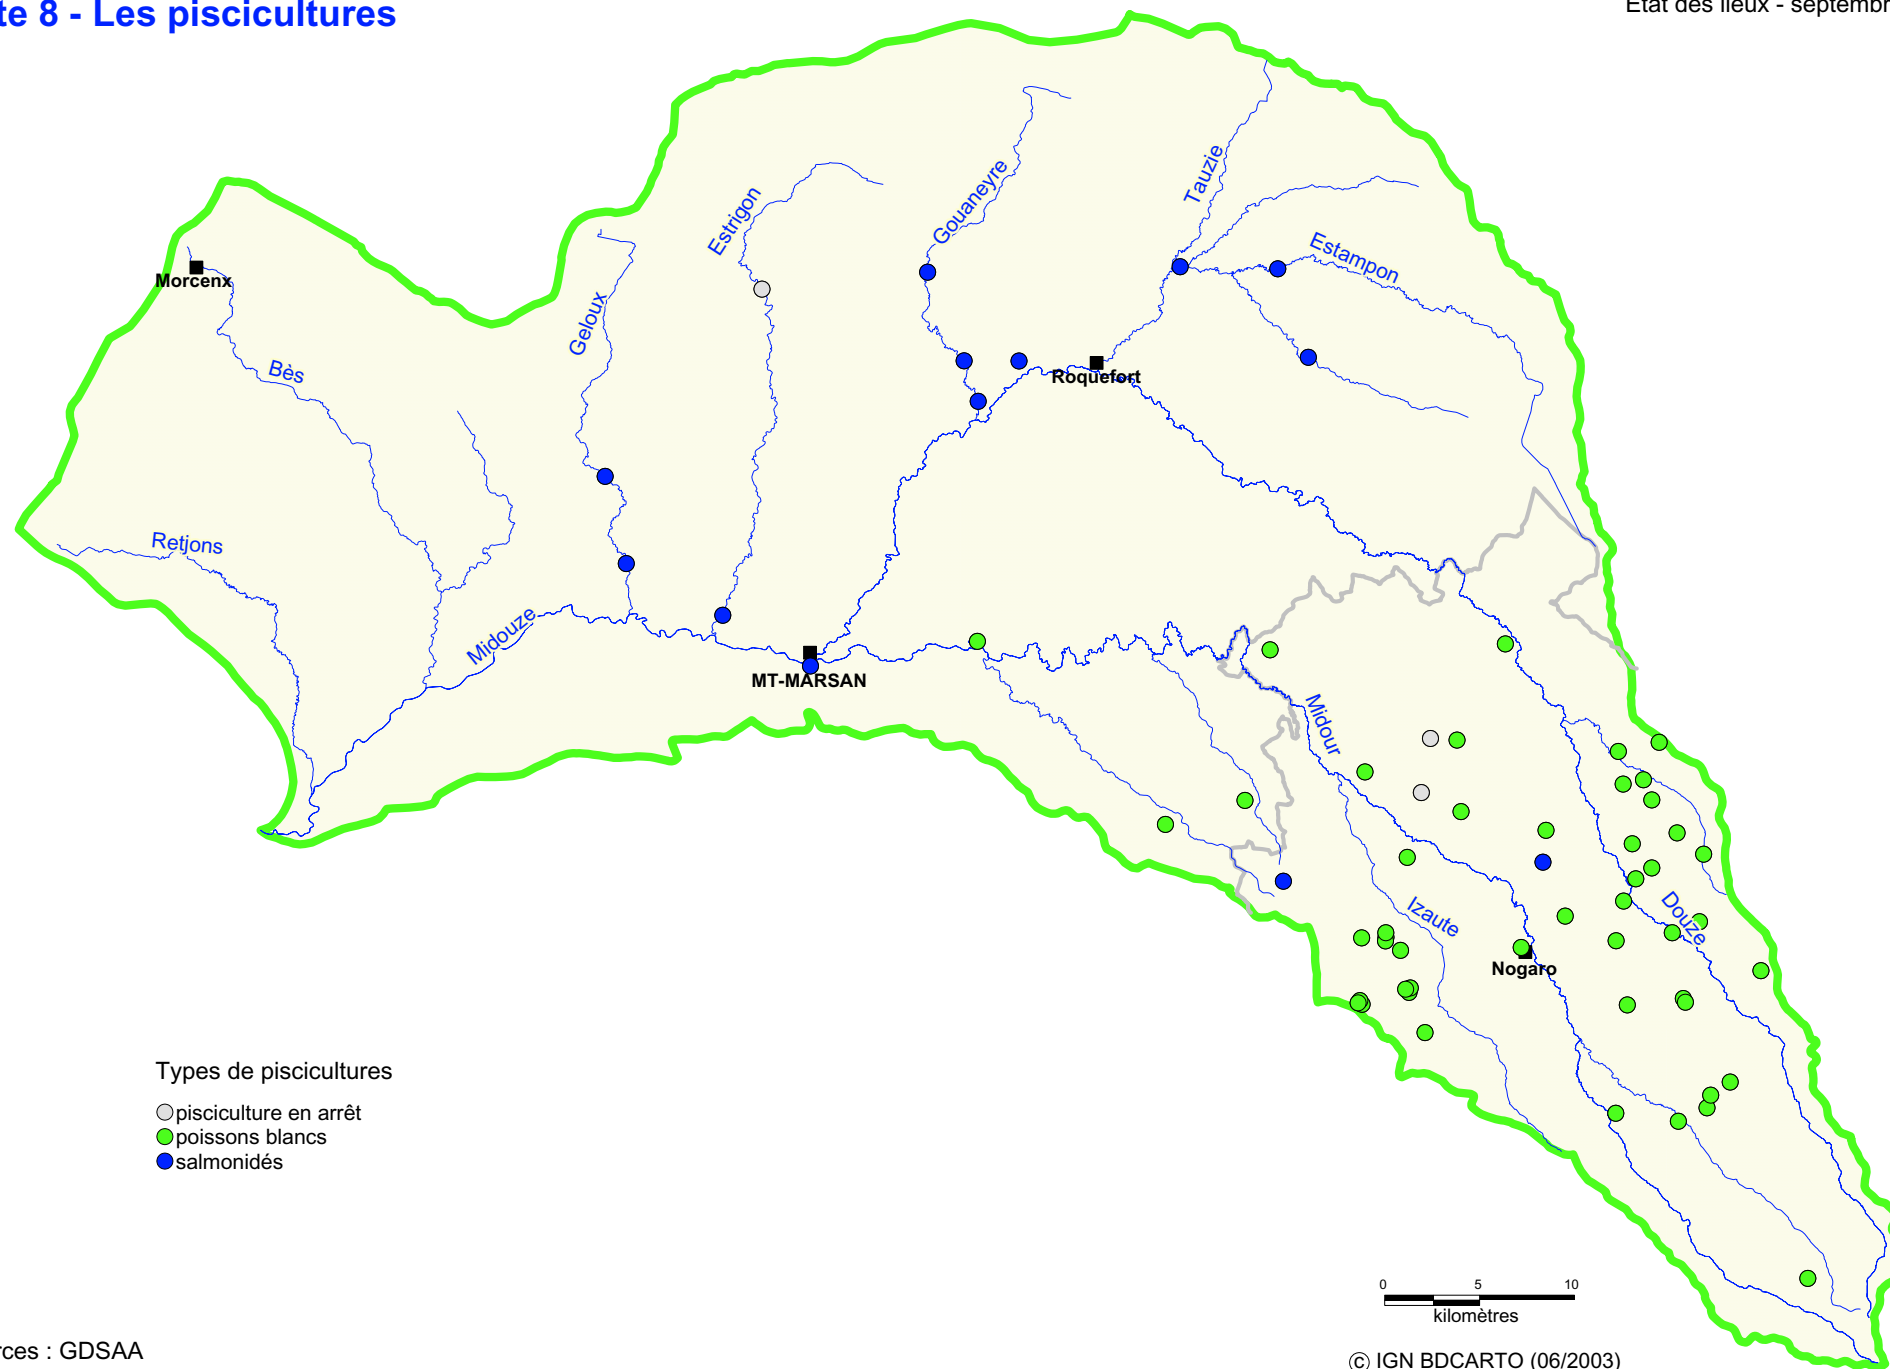 te 8 - Les piscicultures
Etat des lieux - septembr
Tauzie
Gouaneyre
Estrigon
Estampon
Morcenx
Geloux
Bès
Roquefort
Retjons
Midouze
MT-MARSAN
Midour
Izaute
Douze
Nogaro
Types de piscicultures
pisciculture en arrêt
poissons blancs
salmonidés
0 5 10
kilomètres
rces : GDSAA
© IGN BDCARTO (06/2003)